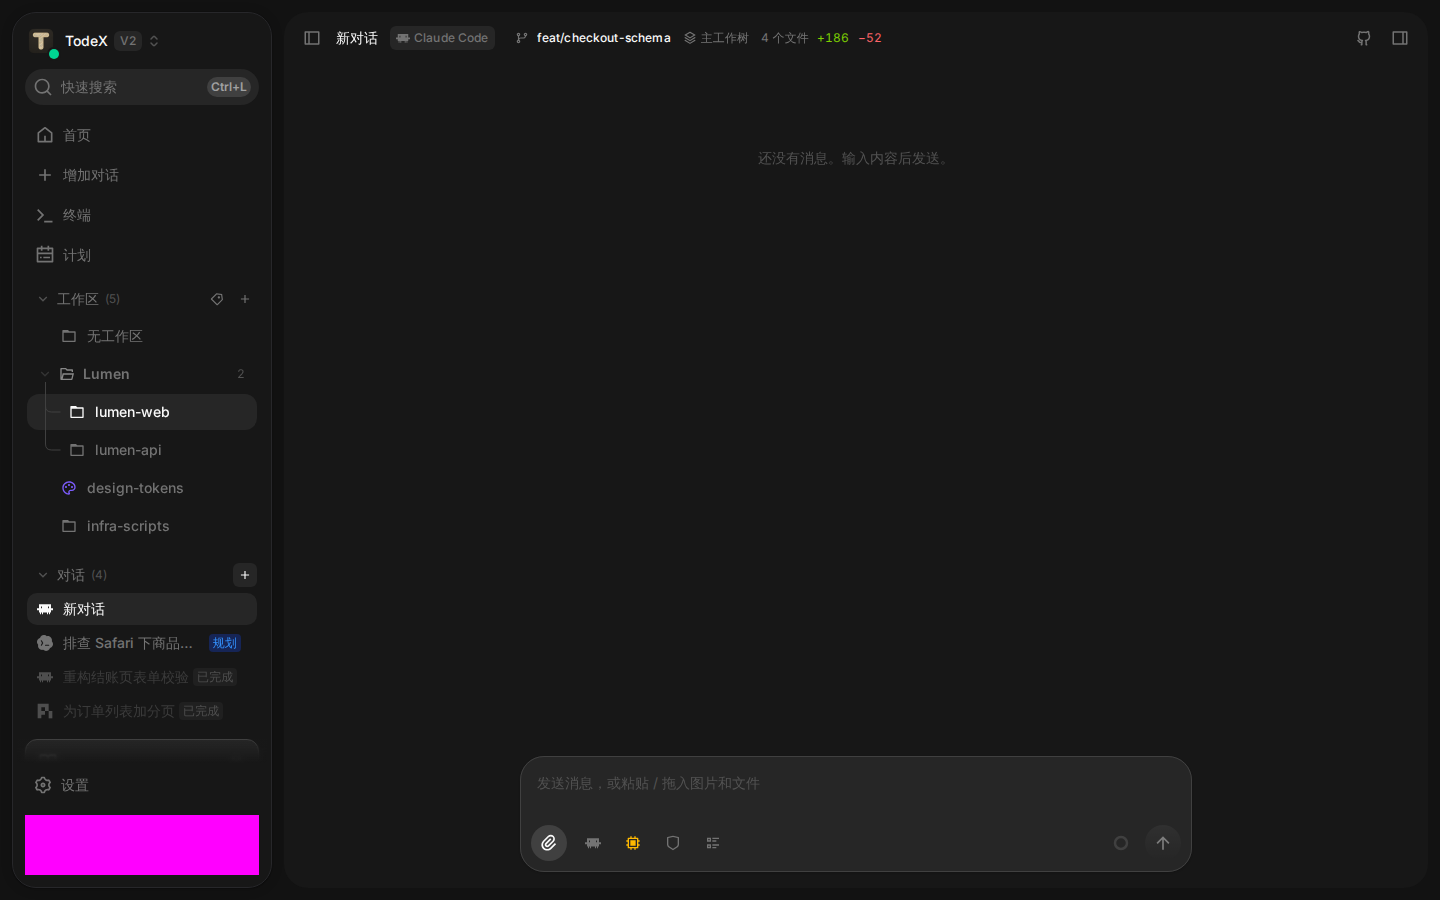 TodeX V2
快速搜索 Ctrl+L
首页
增加对话
终端
计划
工作区 (5)
无工作区
Lumen 2
lumen-web
lumen-api
design-tokens
infra-scripts
对话 (4)
新对话
排查 Safari 下商品... 规划
重构结账页表单校验 已完成
为订单列表加分页 已完成
设置
新对话 Claude Code feat/checkout-schema 主工作树 4 个文件 +186 −52
还没有消息。输入内容后发送。
发送消息，或粘贴 / 拖入图片和文件